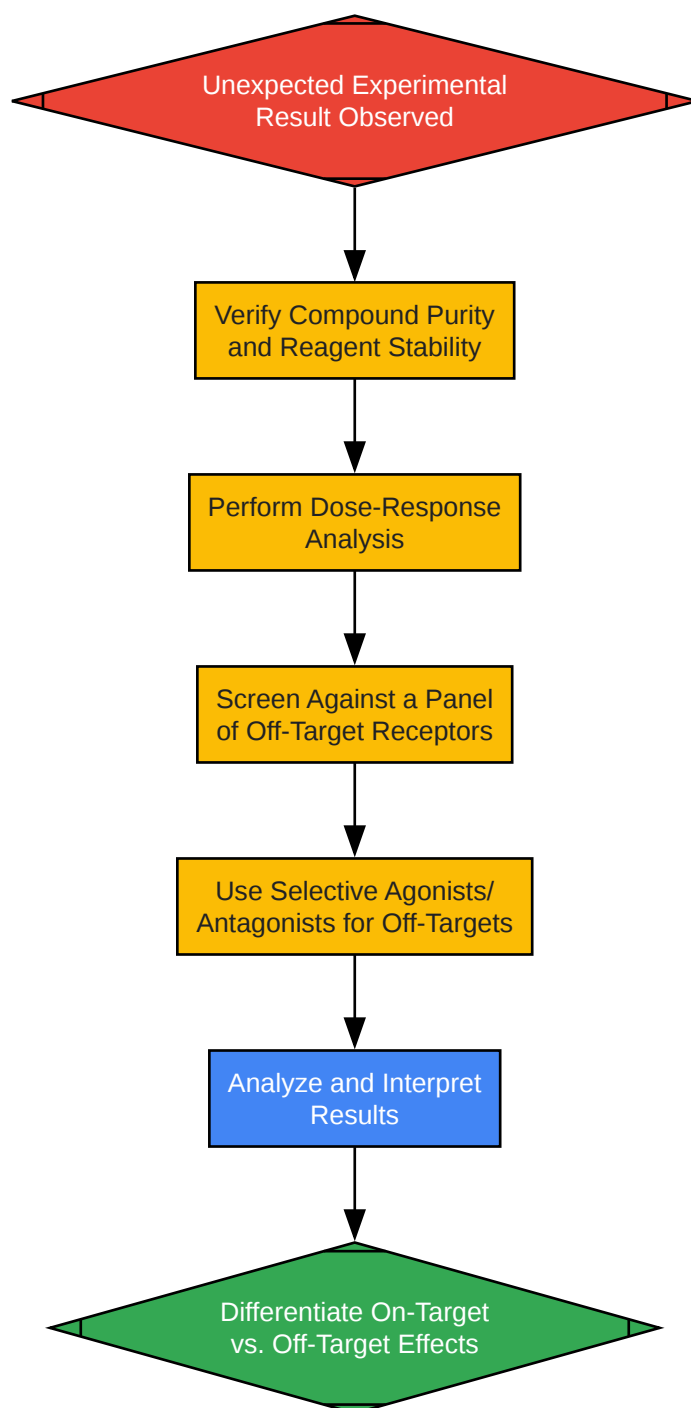 Unexpected Experimental
Result Observed
Verify Compound Purity
and Reagent Stability
Perform Dose-Response
Analysis
Screen Against a Panel
of Off-Target Receptors
Use Selective Agonists/
Antagonists for Off-Targets
Analyze and Interpret
Results
Differentiate On-Target
vs. Off-Target Effects